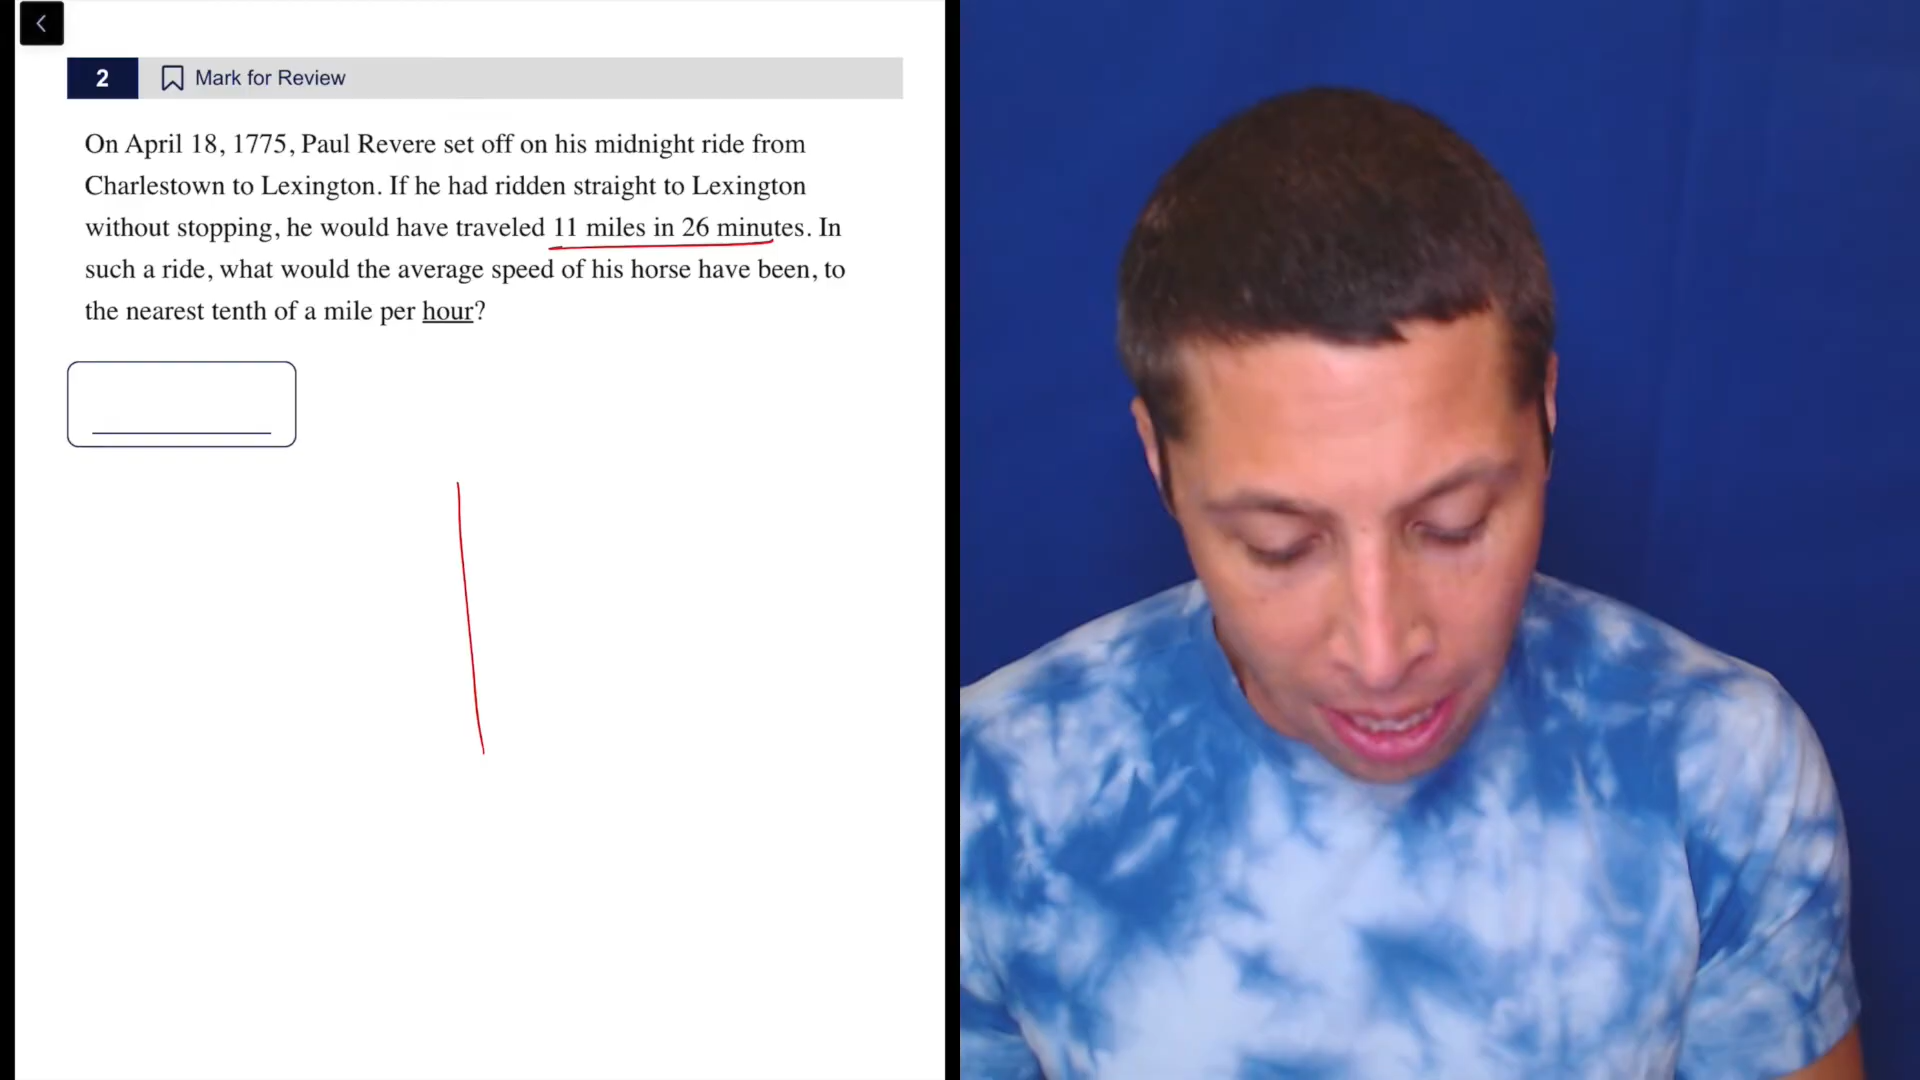 2 Mark for Review
On April 18, 1775, Paul Revere set off on his midnight ride from
Charlestown to Lexington. If he had ridden straight to Lexington
without stopping, he would have traveled 11 miles in 26 minutes. In
such a ride, what would the average speed of his horse have been, to
the nearest tenth of a mile per hour?